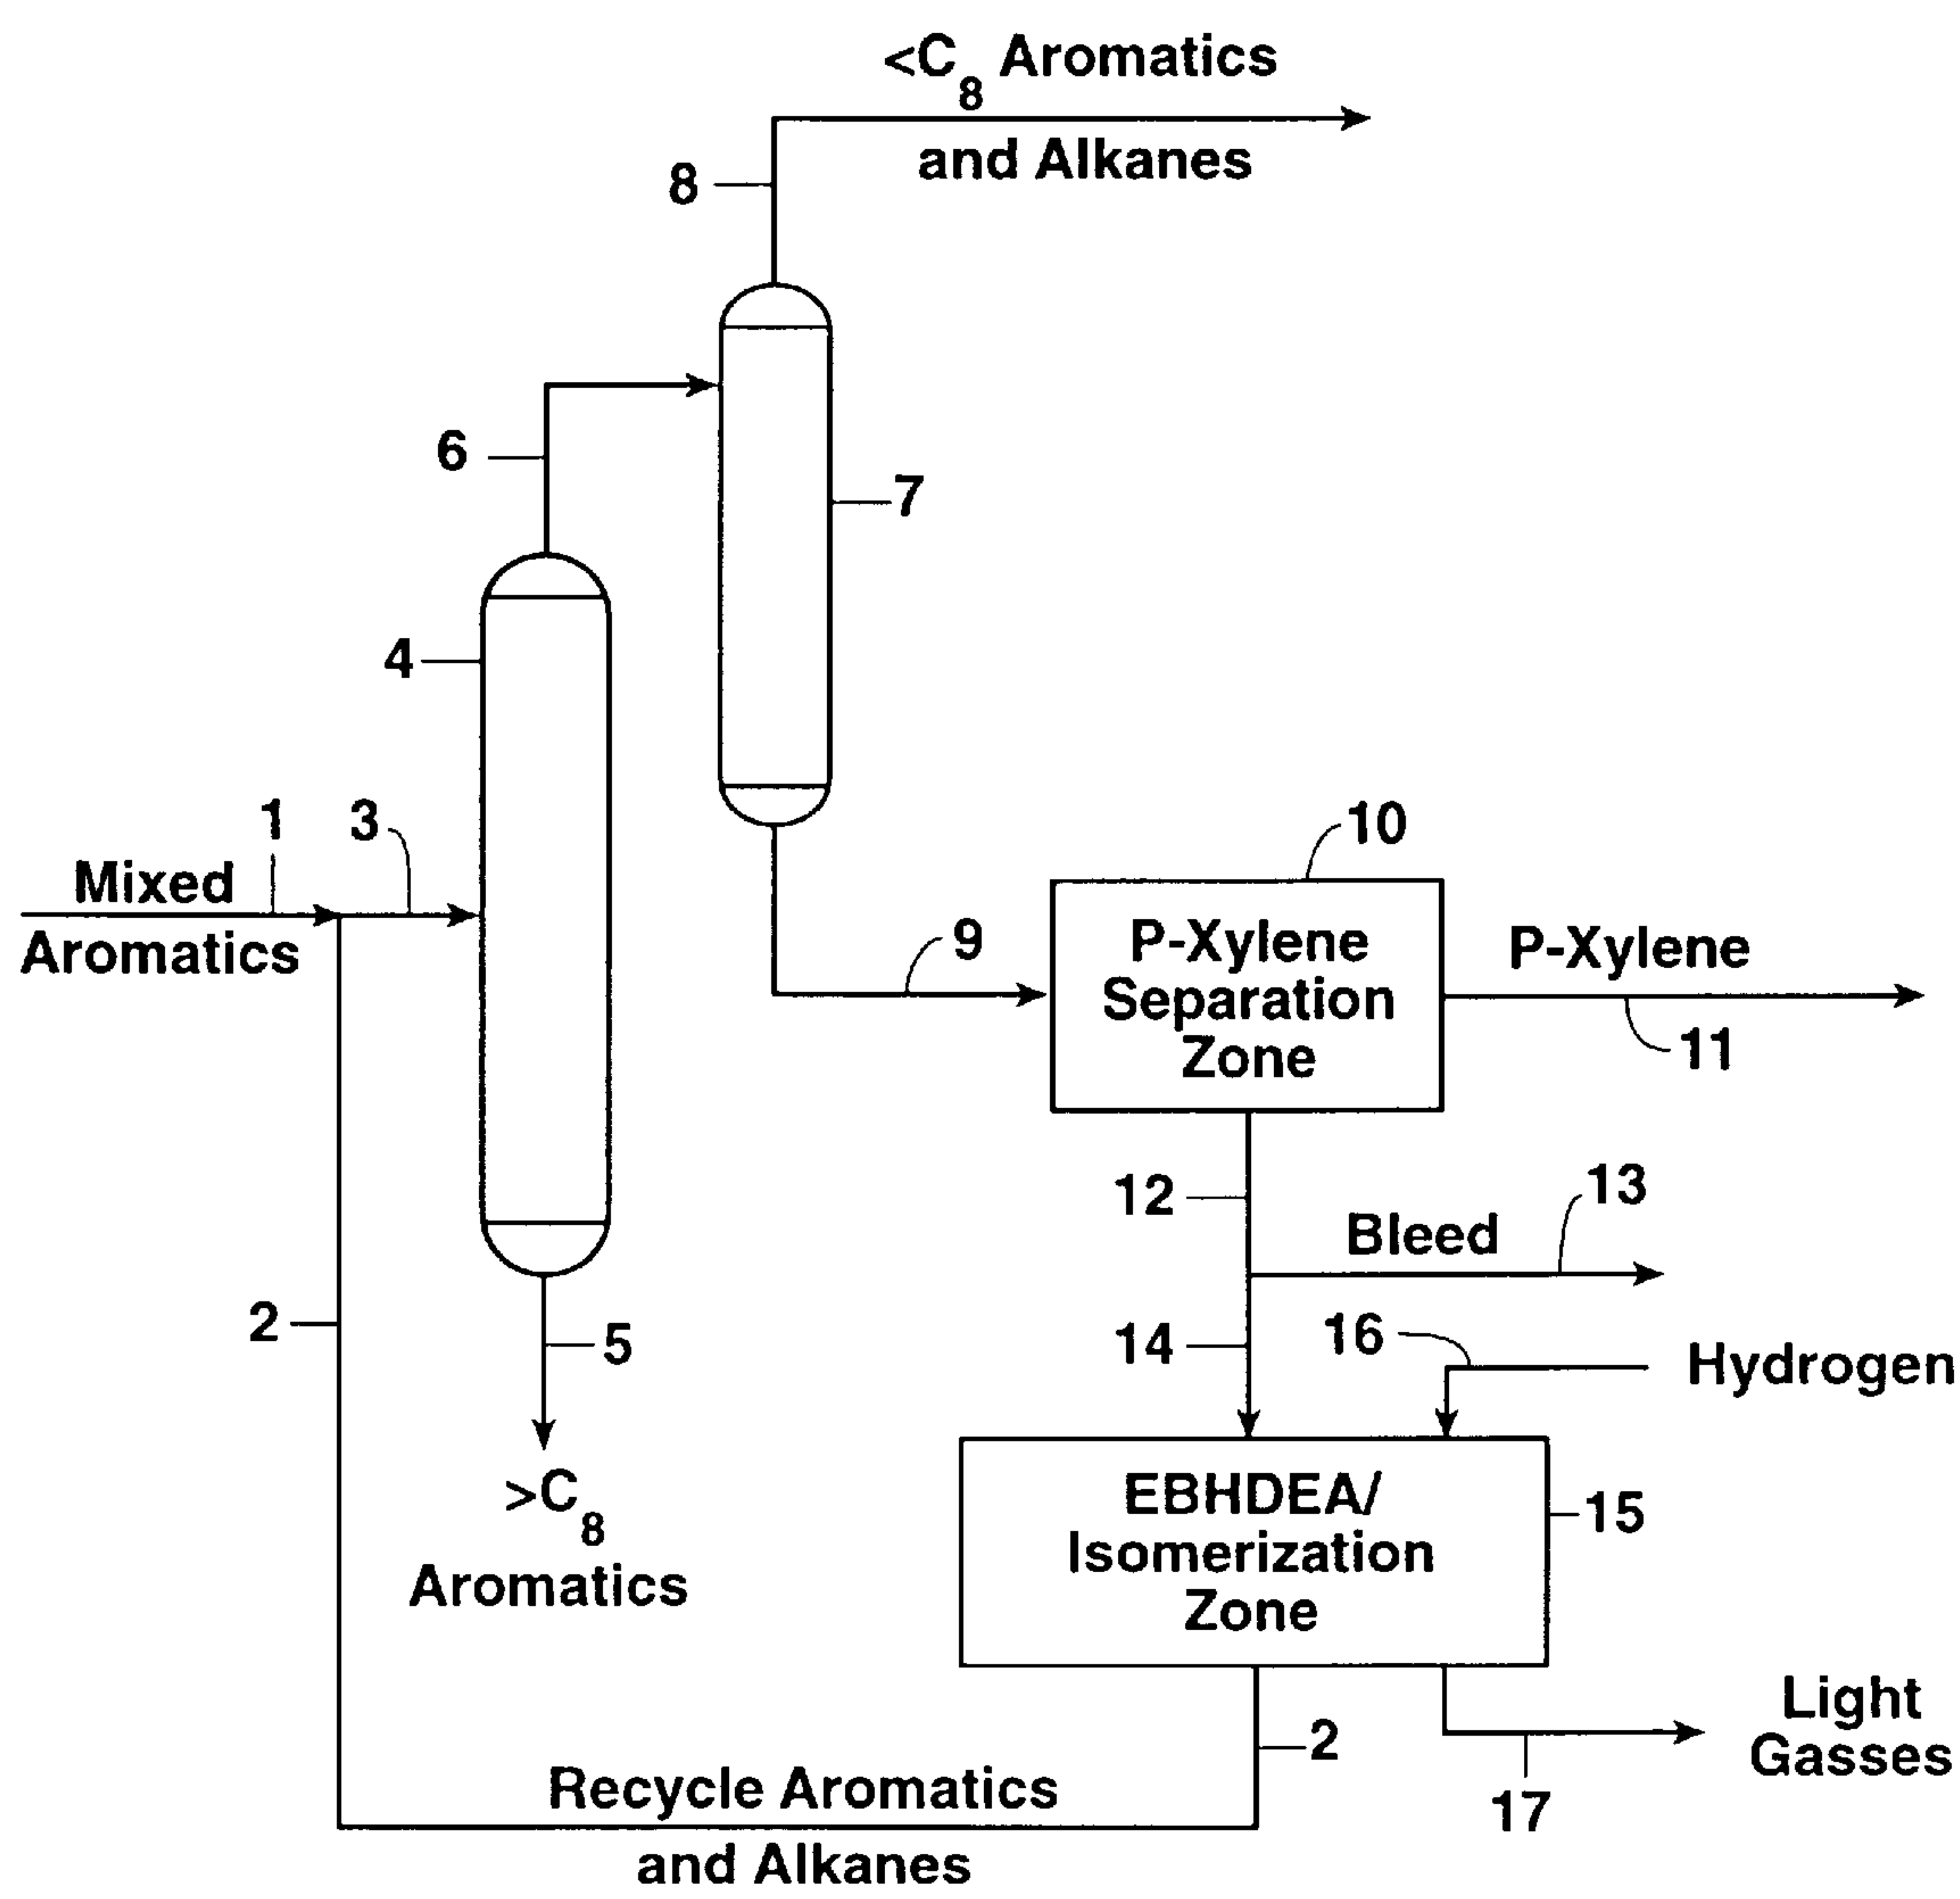 <C8 Aromatics
and Alkanes
8
6
7
4
1
3
Mixed
Aromatics
10
9
P-Xylene
Separation
Zone
P-Xylene
11
12
13
Bleed
2
5
14
16
Hydrogen
>C8
Aromatics
EBHDEA/
Isomerization
Zone
15
2
Light
Gasses
17
Recycle Aromatics
and Alkanes